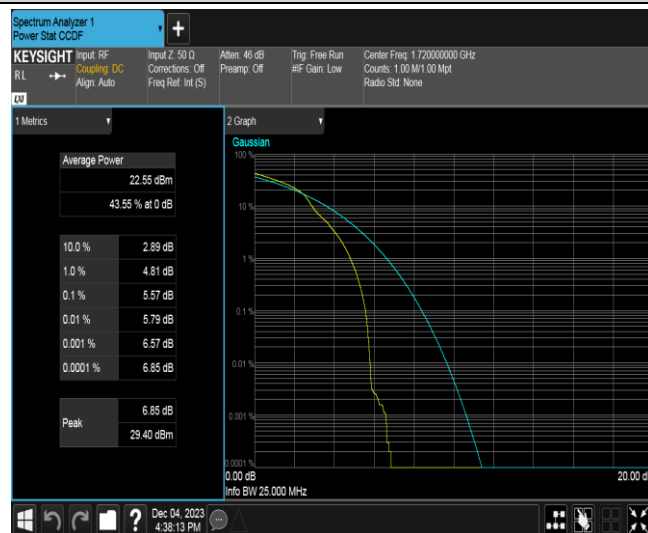 Spectrum Analyzer 1
Power Stat CCDF
+
KEYSIGHT
RL
LXI
Input: RF
Coupling: DC
Align: Auto
Input Z: 50 Ω
Corrections: Off
Freq Ref: Int (S)
Atten: 46 dB
Preamp: Off
Trig: Free Run
#IF Gain: Low
Center Freq: 1.720000000 GHz
Counts: 1.00 M/1.00 Mpt
Radio Std: None
1 Metrics
Average Power
22.55 dBm
43.55 % at 0 dB
10.0 % 2.89 dB
1.0 % 4.81 dB
0.1 % 5.57 dB
0.01 % 5.79 dB
0.001 % 6.57 dB
0.0001 % 6.85 dB
Peak
6.85 dB
29.40 dBm
2 Graph
Gaussian
100 %
10 %
1 %
0.1 %
0.01 %
0.001 %
0.0001 %
0.00 dB
20.00 d
Info BW 25.000 MHz
?
Dec 04, 2023
4:38:13 PM